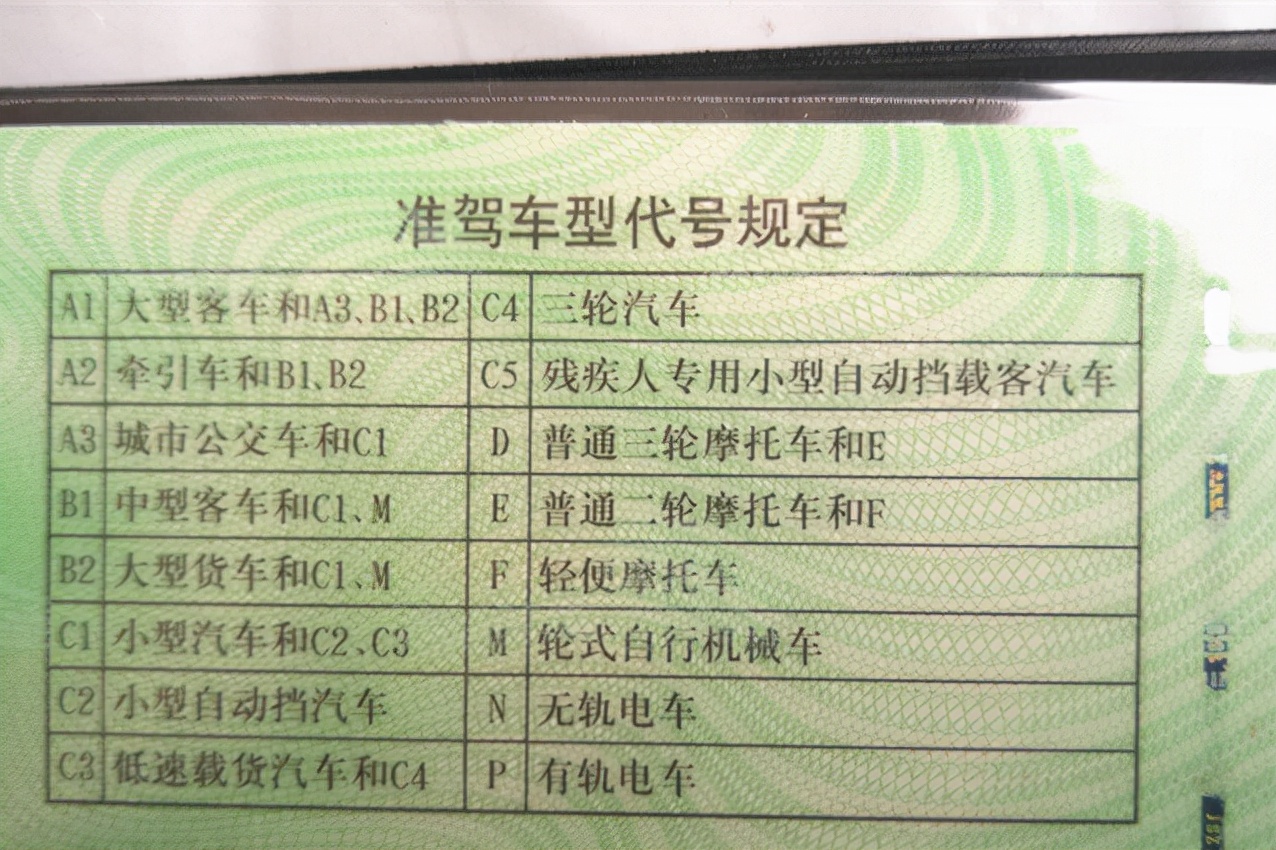 准驾车型代号规定
A1 大型客车和A3、B1、B2 C4 三轮汽车
A2 牵引车和B1、B2 C5 残疾人专用小型自动挡载客汽车
A3 城市公交车和C1 D 普通三轮摩托车和E
B1 中型客车和C1、M E 普通二轮摩托车和F
B2 大型货车和C1、M F 轻便摩托车
C1 小型汽车和C2、C3 M 轮式自行机械车
C2 小型自动挡汽车 N 无轨电车
C3 低速载货汽车和C4 P 有轨电车